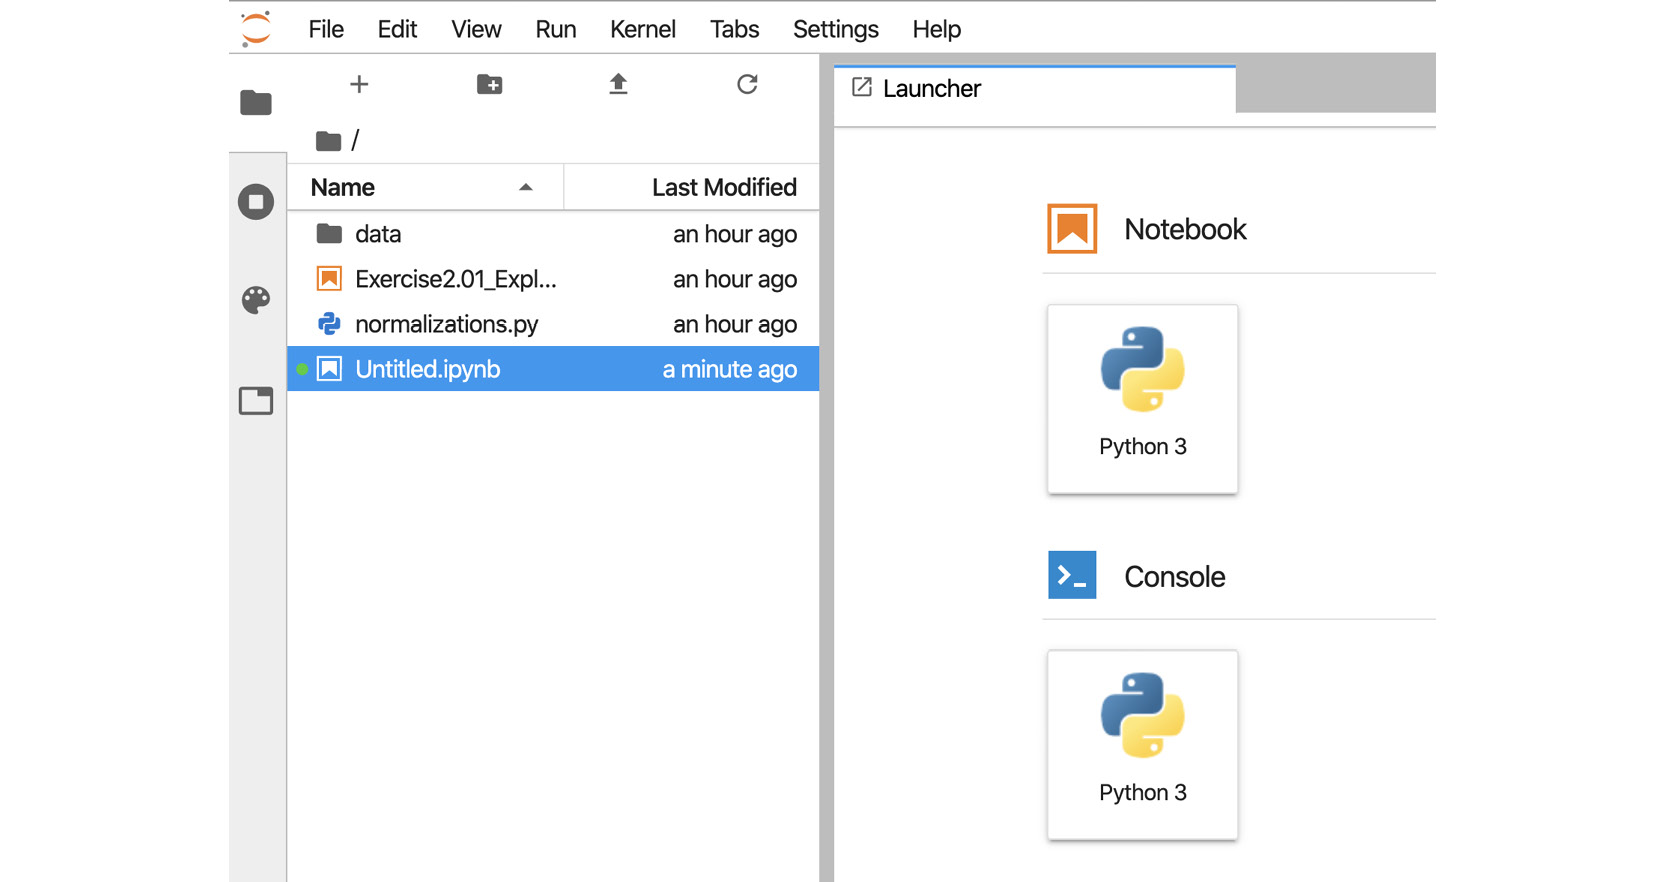 File Edit View Run Kernel Tabs Settings Help
Launcher
/
Name Last Modified
data an hour ago
Exercise2.01_Expl... an hour ago
normalizations.py an hour ago
Untitled.ipynb a minute ago
Notebook
Python 3
Console
Python 3